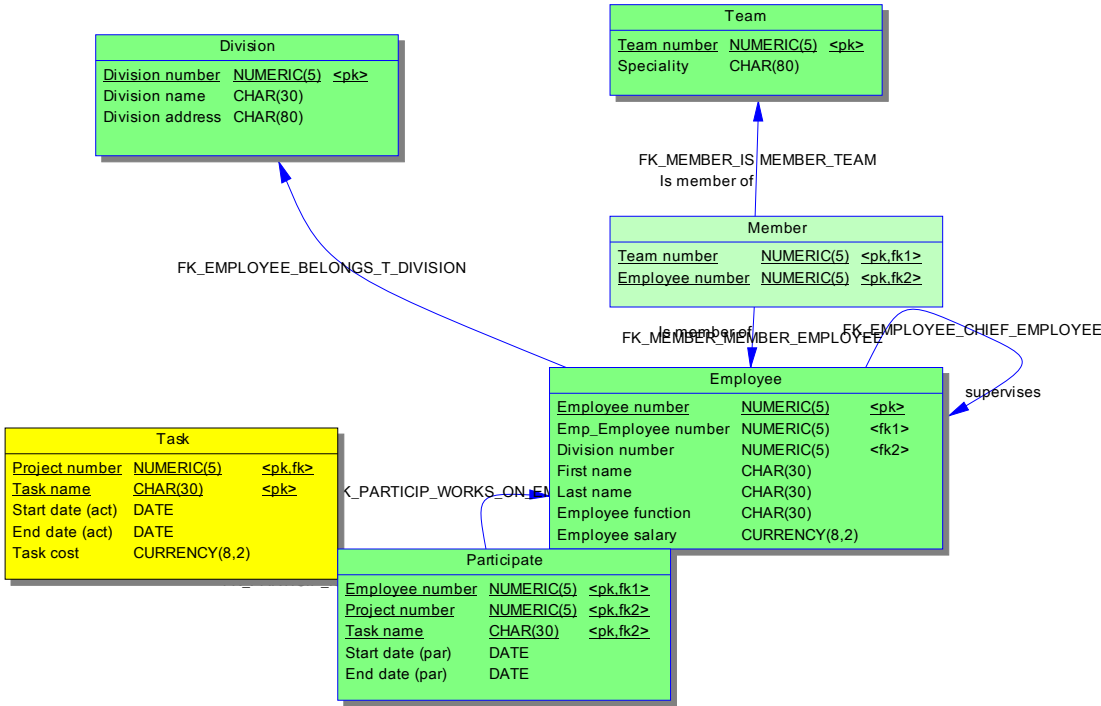 Team
Team number NUMERIC(5) <pk>
Speciality CHAR(80)
Division
Division number NUMERIC(5) <pk>
Division name CHAR(30)
Division address CHAR(80)
FK_MEMBER_IS_MEMBER_TEAM
Is member of
Member
Team number NUMERIC(5) <pk,fk1>
Employee number NUMERIC(5) <pk,fk2>
FK_EMPLOYEE_BELONGS_T_DIVISION
Is member of
FK_MEMBER_MEMBER_EMPLOYEE
FK_EMPLOYEE_CHIEF_EMPLOYEE
supervises
Employee
Employee number NUMERIC(5) <pk>
Emp_Employee number NUMERIC(5) <fk1>
Division number NUMERIC(5) <fk2>
First name CHAR(30)
Last name CHAR(30)
Employee function CHAR(30)
Employee salary CURRENCY(8,2)
Task
Project number NUMERIC(5) <pk,fk>
Task name CHAR(30) <pk>
Start date (act) DATE
End date (act) DATE
Task cost CURRENCY(8,2)
K_PARTICIP_WORKS_ON_EM
Participate
Employee number NUMERIC(5) <pk,fk1>
Project number NUMERIC(5) <pk,fk2>
Task name CHAR(30) <pk,fk2>
Start date (par) DATE
End date (par) DATE